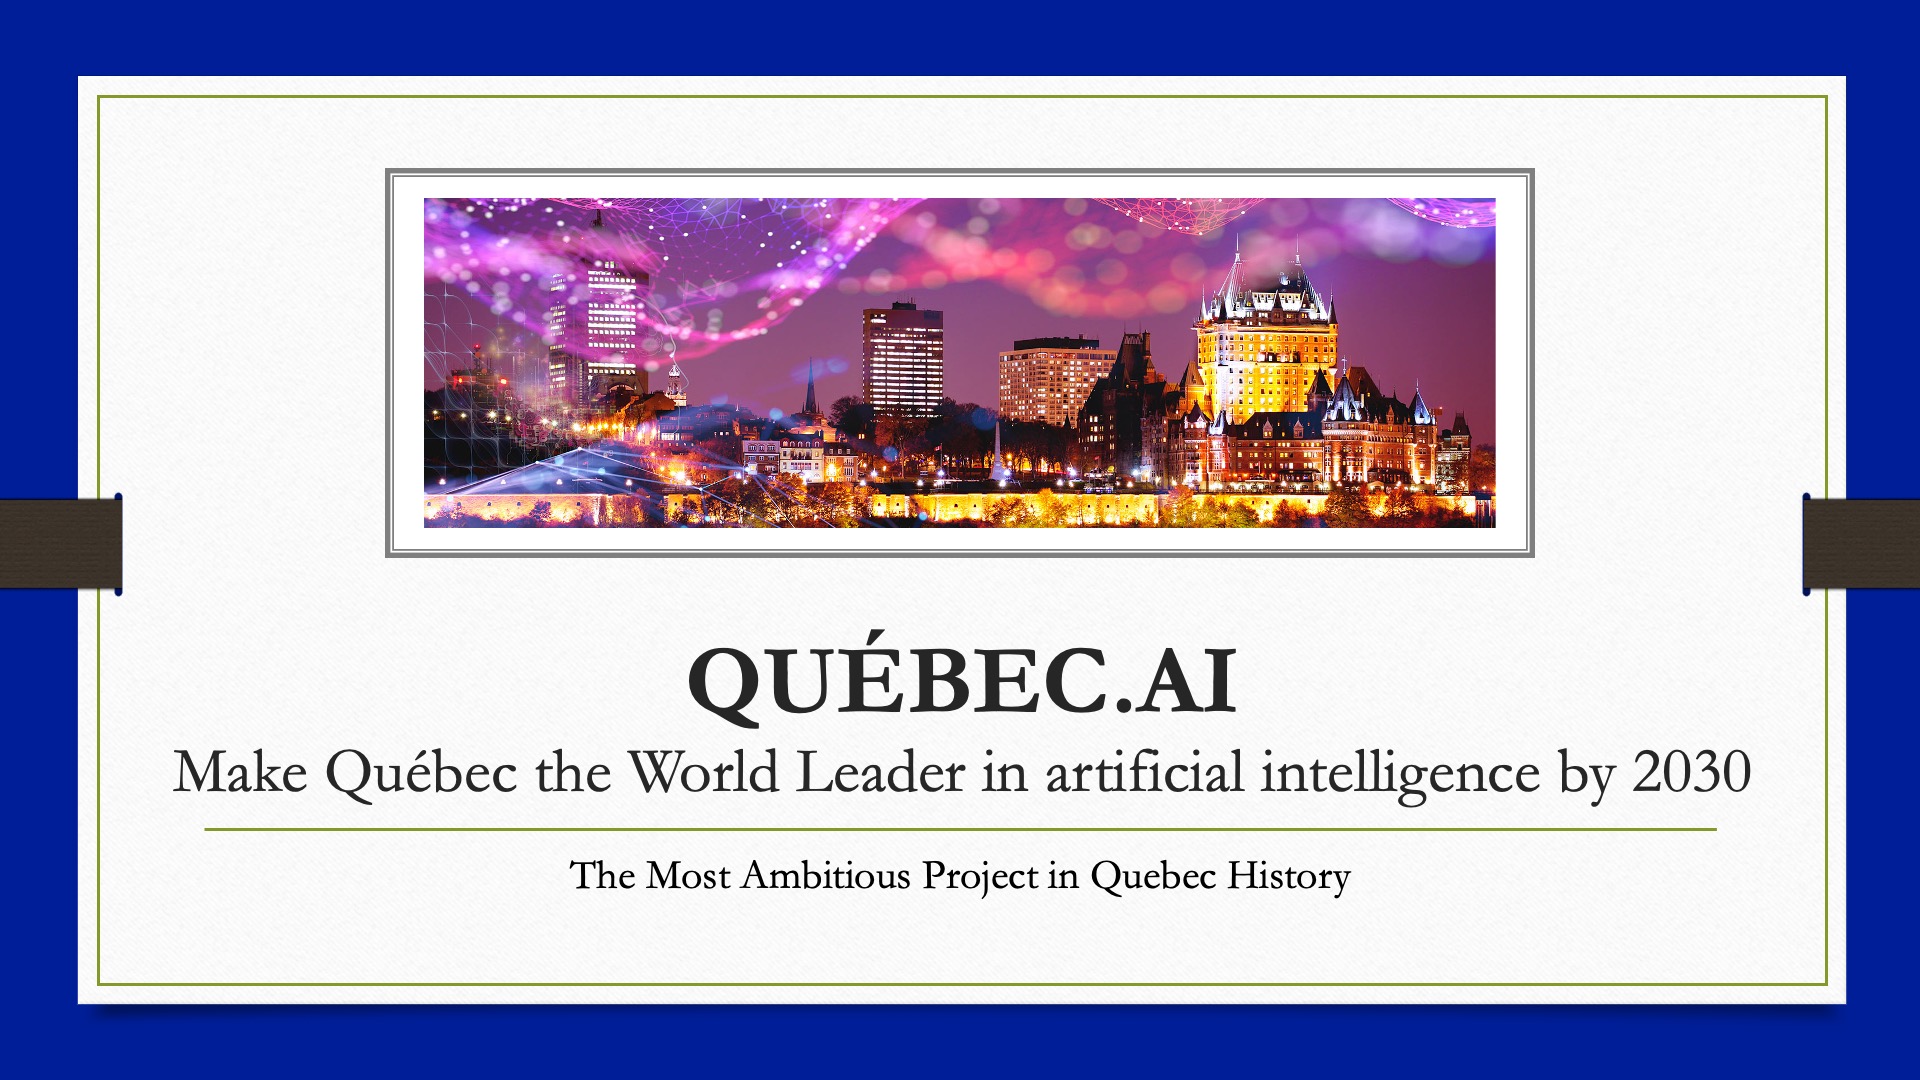 QUÉBEC.AI
Make Québec the World Leader in artificial intelligence by 2030
The Most Ambitious Project in Quebec History